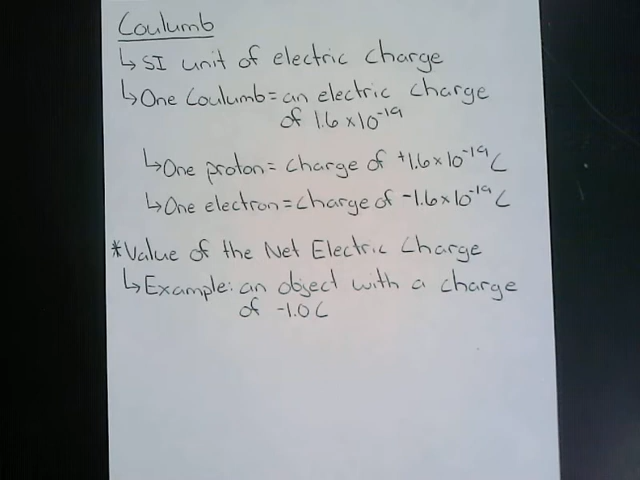 Coulumb
↳ SI unit of electric charge
↳ One Coulumb = an electric charge
of 1.6 x 10⁻¹⁹
↳ One proton = charge of +1.6 x 10⁻¹⁹ C
↳ One electron = charge of -1.6 x 10⁻¹⁹ C
* Value of the Net Electric Charge
↳ Example: an object with a charge
of -1.0 C